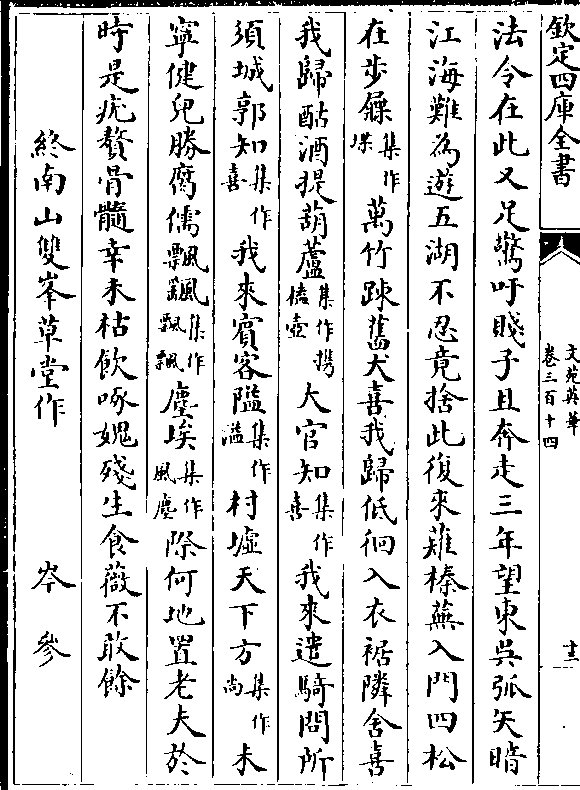 欽定四庫全書
文苑英華
卷三百十四
十三
法令在此又足驚吁賤子且奔走三年望東吳弧矢暗
江海難為遊五湖不忍竟捨此復來薙榛蕪入門四松
在步屧集作堞萬竹踈舊犬喜我歸低徊入衣裾隣舍喜
我歸酤酒提葫蘆集作攜榼壺大官知集作喜我來遣騎問所
須城郭知集作喜我來賓客隘集作溢村墟天下方集作尚未
寧健兒勝腐儒飄飖集作飄飄塵埃集作風塵際何地置老夫於
時是疣贅骨髓幸未枯飲啄媿殘生食薇不敢餘
終南山雙峯草堂作
岑參